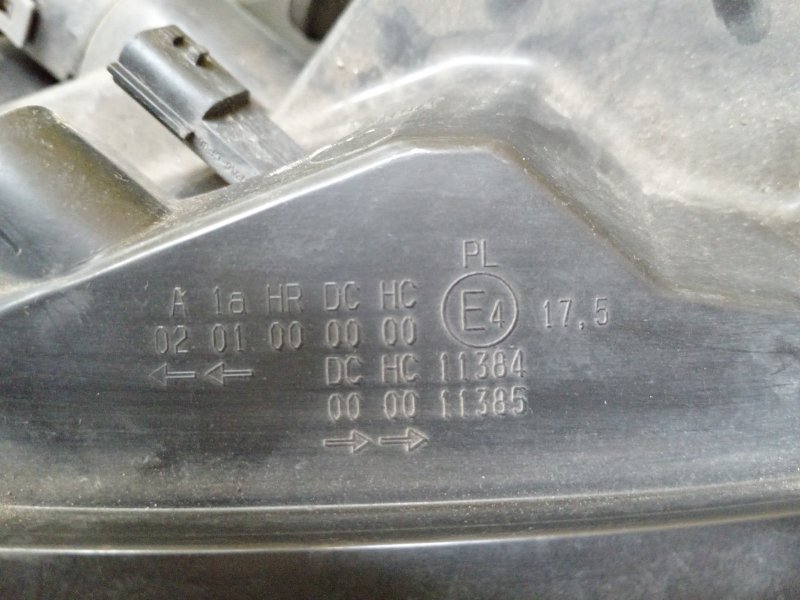 PL
A 1a HR DC HC E4 17,5
02 01 00 00 00
←← DC HC 11384
00 00 11385
→→